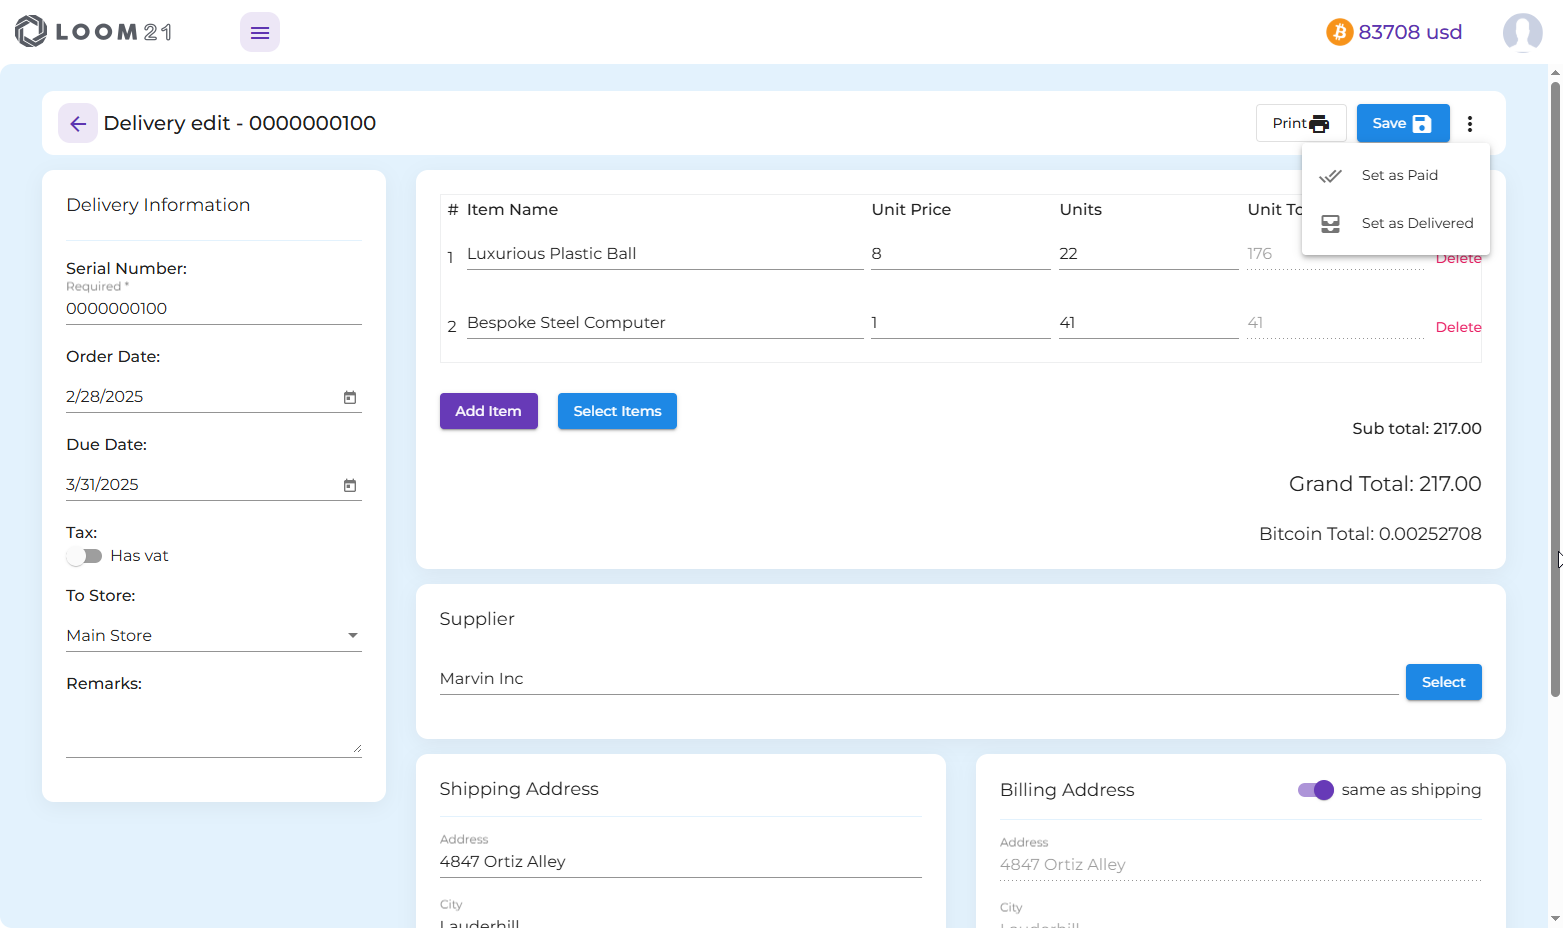 LOOM21
83708 usd
Delivery edit - 0000000100
Print
Save
Set as Paid
Set as Delivered
Delivery Information
Serial Number:
Required *
0000000100
Order Date:
2/28/2025
Due Date:
3/31/2025
Tax:
Has vat
To Store:
Main Store
Remarks:
# Item Name Unit Price Units Unit To
1 Luxurious Plastic Ball 8 22 176 Delete
2 Bespoke Steel Computer 1 41 41 Delete
Add Item
Select Items
Sub total: 217.00
Grand Total: 217.00
Bitcoin Total: 0.00252708
Supplier
Marvin Inc
Select
Shipping Address
Address
4847 Ortiz Alley
City
Lauderhill
Billing Address
same as shipping
Address
4847 Ortiz Alley
City
Lauderhill